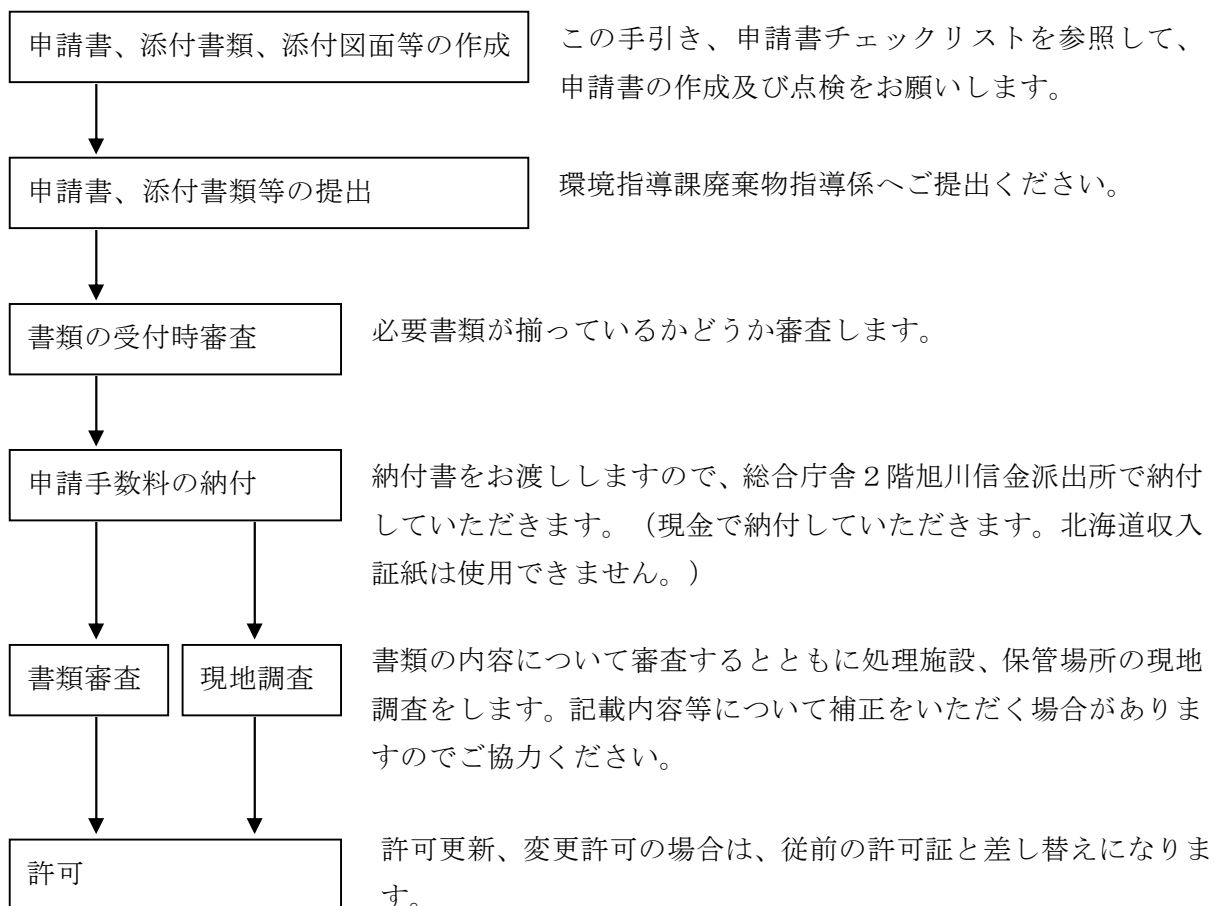 申請書、添付書類、添付図面等の作成
この手引き、申請書チェックリストを参照して、
申請書の作成及び点検をお願いします。
申請書、添付書類等の提出
環境指導課廃棄物指導係へご提出ください。
書類の受付時審査
必要書類が揃っているかどうか審査します。
申請手数料の納付
納付書をお渡ししますので、総合庁舎２階旭川信金派出所で納付
していただきます。（現金で納付していただきます。北海道収入
証紙は使用できません。）
書類審査
現地調査
書類の内容について審査するとともに処理施設、保管場所の現地
調査をします。記載内容等について補正をいただく場合がありま
すのでご協力ください。
許可
許可更新、変更許可の場合は、従前の許可証と差し替えになりま
す。